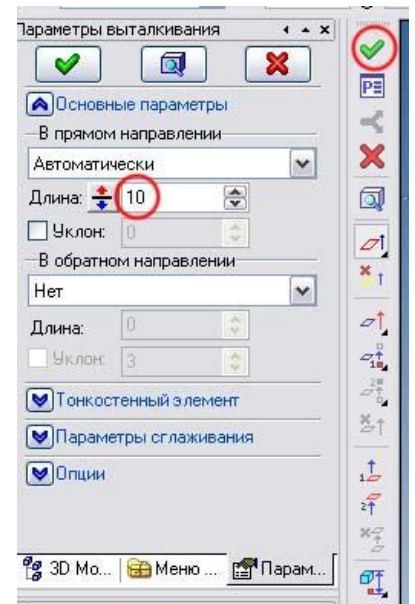 Параметры выталкивания
Основные параметры
В прямом направлении
Автоматически
Длина: 10
Уклон: 0
В обратном направлении
Нет
Длина: 0
Уклон: 3
Тонкостенный элемент
Параметры сглаживания
Опции
3D Мо... Меню ... Парам...